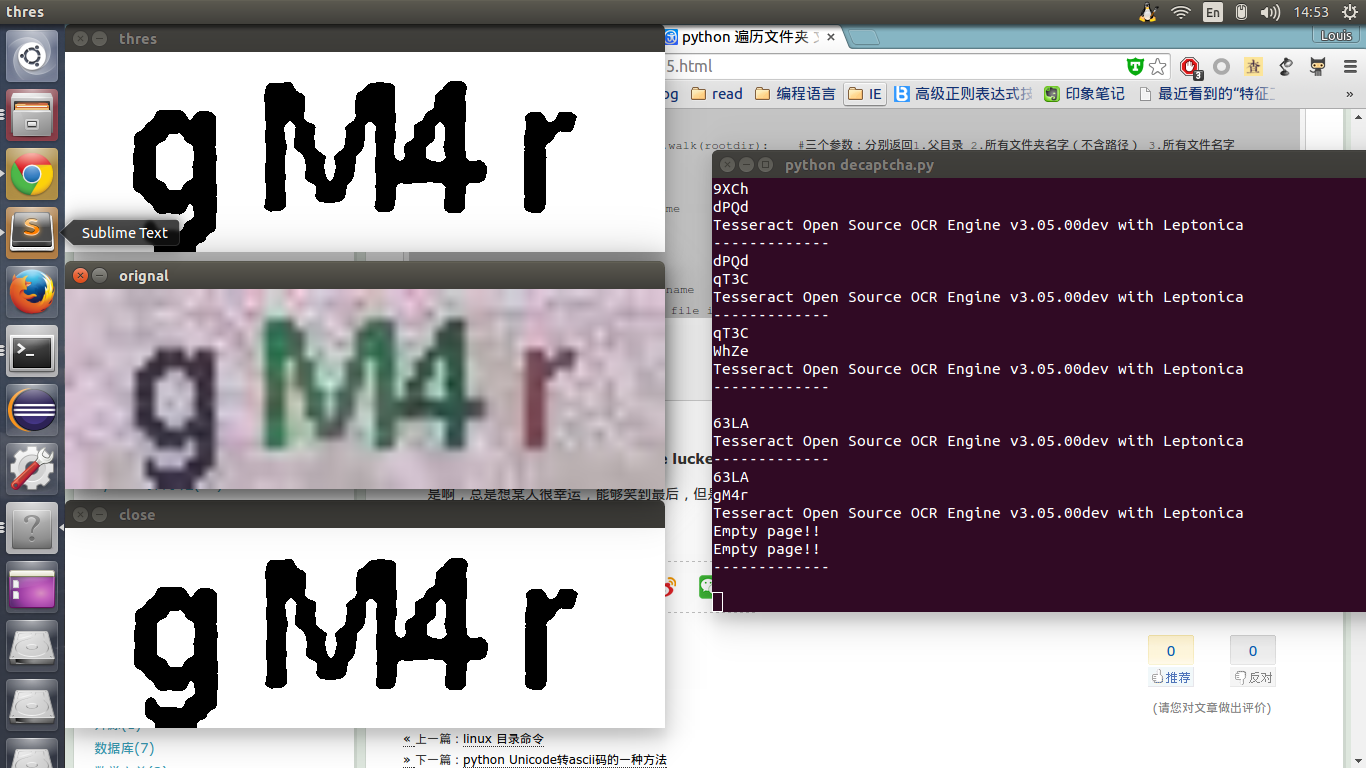 thres
En
14:53
thres
gM4r
Sublime Text
orignal
gM4r
close
gM4r
python 遍历文件夹
Louis
5.html
3
read
编程语言
IE
高级正则表达式技
印象笔记
最近看到的“特征
»
.walk(rootdir): #三个参数：分别返回1.父目录 2.所有文件夹名字（不含路径） 3.所有文件名字
me
name
file i
python decaptcha.py
9XCh
dPQd
Tesseract Open Source OCR Engine v3.05.00dev with Leptonica
-------------
dPQd
qT3C
Tesseract Open Source OCR Engine v3.05.00dev with Leptonica
-------------
qT3C
WhZe
Tesseract Open Source OCR Engine v3.05.00dev with Leptonica
-------------
63LA
Tesseract Open Source OCR Engine v3.05.00dev with Leptonica
-------------
63LA
gM4r
Tesseract Open Source OCR Engine v3.05.00dev with Leptonica
Empty page!!
Empty page!!
-------------
e lucke
是啊，总是想某人很幸运，能够笑到最后，但是
0 0
推荐 反对
(请您对文章做出评价)
数据库(7)
« 上一篇：linux 目录命令
» 下一篇：python Unicode转ascii码的一种方法